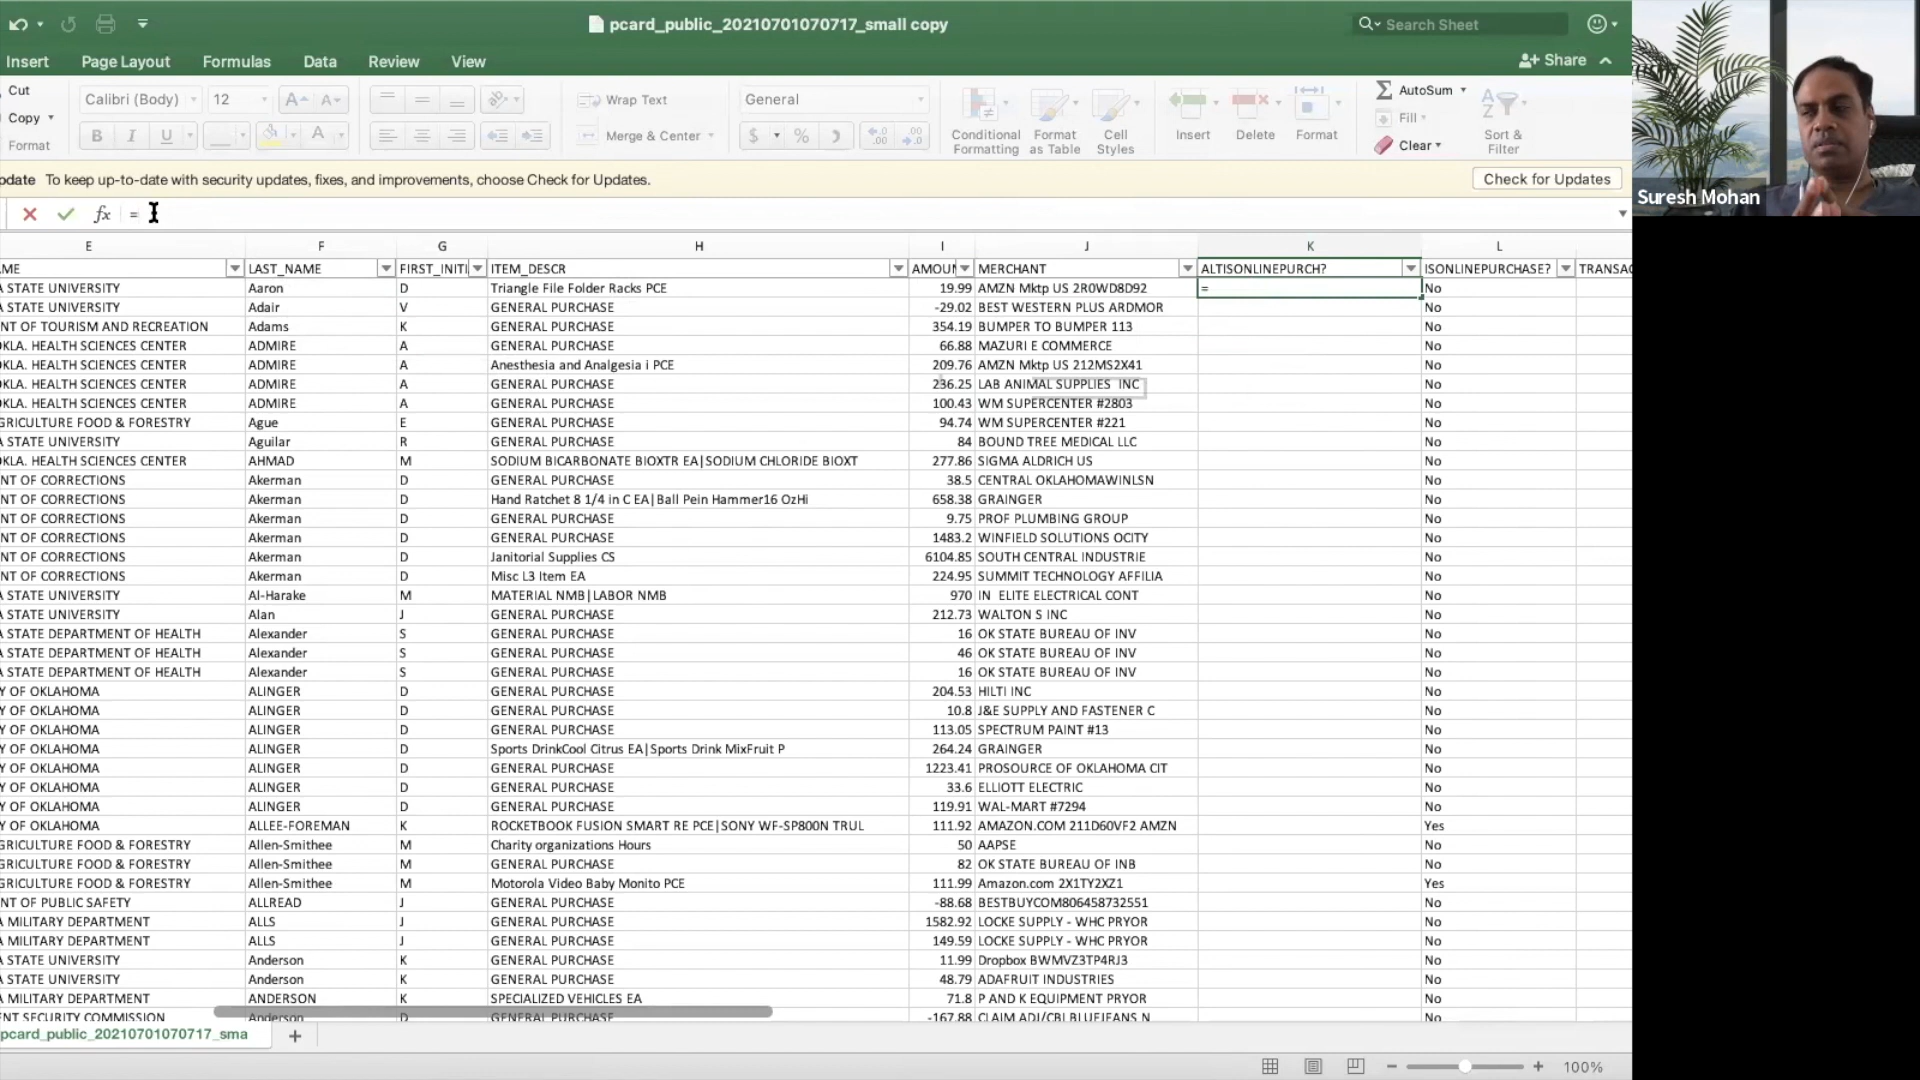 pcard_public_20210701070717_small copy
Search Sheet
Insert Page Layout Formulas Data Review View
Share
Cut
Copy
Format
Calibri (Body) 12
A A
B I U A
Wrap Text
Merge & Center
General
$ %
Conditional Formatting
Format as Table
Cell Styles
Insert
Delete
Format
AutoSum
Fill
Clear
Sort & Filter
pdate To keep up-to-date with security updates, fixes, and improvements, choose Check for Updates.
Check for Updates
Suresh Mohan
fx =
E F G H I J K L
AME LAST_NAME FIRST_INITI ITEM_DESCR AMOUN MERCHANT ALTISONLINEPURCH? ISONLINEPURCHASE? TRANSAC
A STATE UNIVERSITY Aaron D Triangle File Folder Racks PCE 19.99 AMZN Mktp US 2R0WD8D92 = No
A STATE UNIVERSITY Adair V GENERAL PURCHASE -29.02 BEST WESTERN PLUS ARDMOR No
NT OF TOURISM AND RECREATION Adams K GENERAL PURCHASE 354.19 BUMPER TO BUMPER 113 No
OKLA. HEALTH SCIENCES CENTER ADMIRE A GENERAL PURCHASE 66.88 MAZURI E COMMERCE No
OKLA. HEALTH SCIENCES CENTER ADMIRE A Anesthesia and Analgesia i PCE 209.76 AMZN Mktp US 212MS2X41 No
OKLA. HEALTH SCIENCES CENTER ADMIRE A GENERAL PURCHASE 236.25 LAB ANIMAL SUPPLIES INC No
OKLA. HEALTH SCIENCES CENTER ADMIRE A GENERAL PURCHASE 100.43 WM SUPERCENTER #2803 No
GRICULTURE FOOD & FORESTRY Ague E GENERAL PURCHASE 94.74 WM SUPERCENTER #221 No
A STATE UNIVERSITY Aguilar R GENERAL PURCHASE 84 BOUND TREE MEDICAL LLC No
OKLA. HEALTH SCIENCES CENTER AHMAD M SODIUM BICARBONATE BIOXTR EA|SODIUM CHLORIDE BIOXT 277.86 SIGMA ALDRICH US No
NT OF CORRECTIONS Akerman D GENERAL PURCHASE 38.5 CENTRAL OKLAHOMAWINLSN No
NT OF CORRECTIONS Akerman D Hand Ratchet 8 1/4 in C EA|Ball Pein Hammer16 OzHi 658.38 GRAINGER No
NT OF CORRECTIONS Akerman D GENERAL PURCHASE 9.75 PROF PLUMBING GROUP No
NT OF CORRECTIONS Akerman D GENERAL PURCHASE 1483.2 WINFIELD SOLUTIONS OCITY No
NT OF CORRECTIONS Akerman D Janitorial Supplies CS 6104.85 SOUTH CENTRAL INDUSTRIE No
NT OF CORRECTIONS Akerman D Misc L3 Item EA 224.95 SUMMIT TECHNOLOGY AFFILIA No
A STATE UNIVERSITY Al-Harake M MATERIAL NMB|LABOR NMB 970 IN ELITE ELECTRICAL CONT No
A STATE UNIVERSITY Alan J GENERAL PURCHASE 212.73 WALTON S INC No
A STATE DEPARTMENT OF HEALTH Alexander S GENERAL PURCHASE 16 OK STATE BUREAU OF INV No
A STATE DEPARTMENT OF HEALTH Alexander S GENERAL PURCHASE 46 OK STATE BUREAU OF INV No
A STATE DEPARTMENT OF HEALTH Alexander S GENERAL PURCHASE 16 OK STATE BUREAU OF INV No
Y OF OKLAHOMA ALINGER D GENERAL PURCHASE 204.53 HILTI INC No
Y OF OKLAHOMA ALINGER D GENERAL PURCHASE 10.8 J&E SUPPLY AND FASTENER C No
Y OF OKLAHOMA ALINGER D GENERAL PURCHASE 113.05 SPECTRUM PAINT #13 No
Y OF OKLAHOMA ALINGER D Sports DrinkCool Citrus EA|Sports Drink MixFruit P 264.24 GRAINGER No
Y OF OKLAHOMA ALINGER D GENERAL PURCHASE 1223.41 PROSOURCE OF OKLAHOMA CIT No
Y OF OKLAHOMA ALINGER D GENERAL PURCHASE 33.6 ELLIOTT ELECTRIC No
Y OF OKLAHOMA ALINGER D GENERAL PURCHASE 119.91 WAL-MART #7294 No
Y OF OKLAHOMA ALLEE-FOREMAN K ROCKETBOOK FUSION SMART RE PCE|SONY WF-SP800N TRUL 111.92 AMAZON.COM 211D60VF2 AMZN Yes
GRICULTURE FOOD & FORESTRY Allen-Smithee M Charity organizations Hours 50 AAPSE No
GRICULTURE FOOD & FORESTRY Allen-Smithee M GENERAL PURCHASE 82 OK STATE BUREAU OF INB No
GRICULTURE FOOD & FORESTRY Allen-Smithee M Motorola Video Baby Monito PCE 111.99 Amazon.com 2X1TY2XZ1 Yes
NT OF PUBLIC SAFETY ALLREAD J GENERAL PURCHASE -88.68 BESTBUYCOM806458732551 No
A MILITARY DEPARTMENT ALLS J GENERAL PURCHASE 1582.92 LOCKE SUPPLY - WHC PRYOR No
A MILITARY DEPARTMENT ALLS J GENERAL PURCHASE 149.59 LOCKE SUPPLY - WHC PRYOR No
A STATE UNIVERSITY Anderson K GENERAL PURCHASE 11.99 Dropbox BWMVZ3TP4RJ3 No
A STATE UNIVERSITY Anderson K GENERAL PURCHASE 48.79 ADAFRUIT INDUSTRIES No
A MILITARY DEPARTMENT ANDERSON K SPECIALIZED VEHICLES EA 71.8 P AND K EQUIPMENT PRYOR No
ENT SECURITY COMMISSION Anderson D GENERAL PURCHASE -167.88 CLAIM ADJ/CBI BLUEJEANS N No
pcard_public_20210701070717_sma
100%